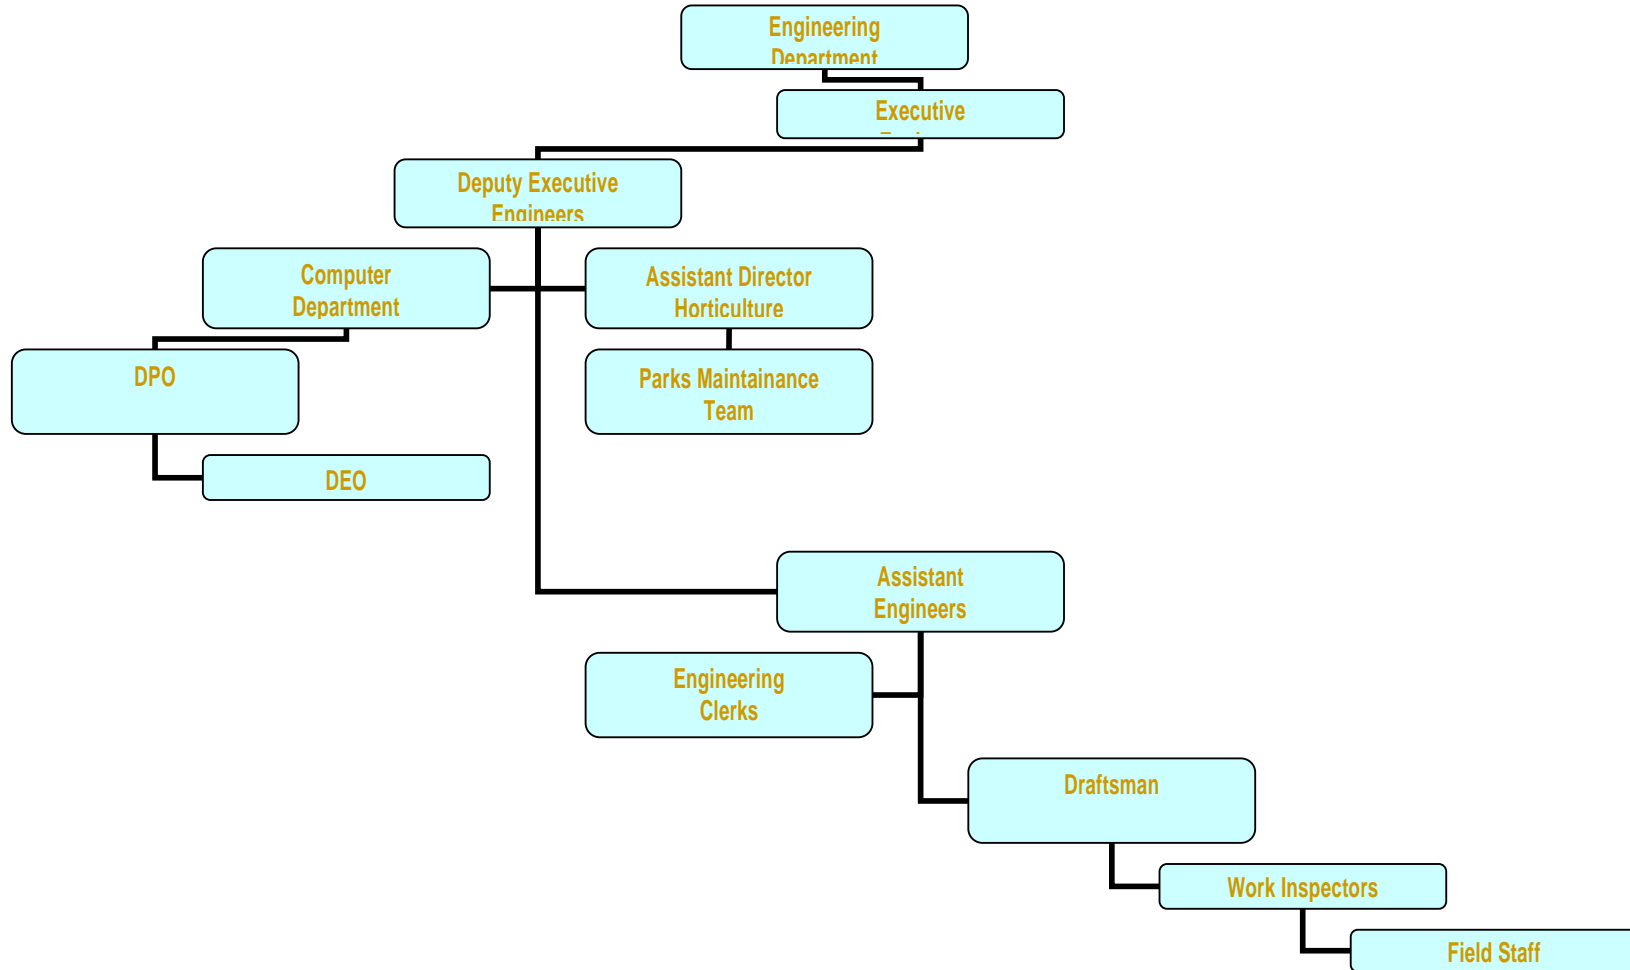 Engineering
Department
Executive
Deputy Executive
Engineers
Computer
Department
Assistant Director
Horticulture
DPO
Parks Maintainance
Team
DEO
Assistant
Engineers
Engineering
Clerks
Draftsman
Work Inspectors
Field Staff